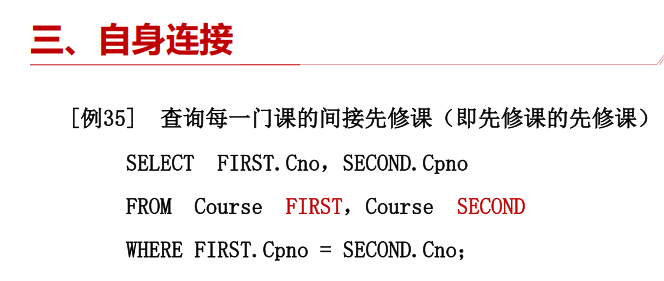 三、自身连接
[例35] 查询每一门课的间接先修课（即先修课的先修课）
SELECT FIRST.Cno，SECOND.Cpno
FROM Course FIRST，Course SECOND
WHERE FIRST.Cpno = SECOND.Cno；